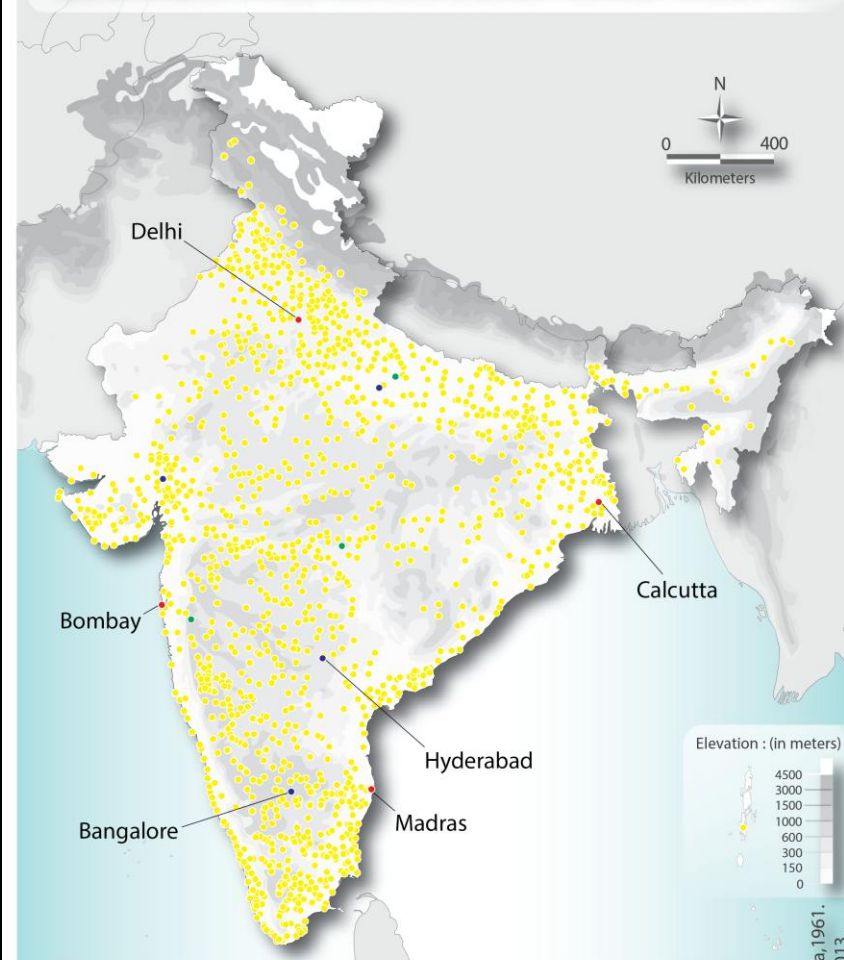 N
0 400
Kilometers
Delhi
Calcutta
Bombay
Hyderabad
Bangalore
Madras
Elevation : (in meters)
4500
3000
1500
1000
600
300
150
0
a,1961.